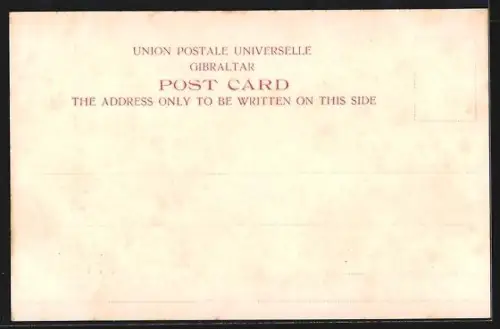 UNION POSTALE UNIVERSELLE
GIBRALTAR
POST CARD
THE ADDRESS ONLY TO BE WRITTEN ON THIS SIDE